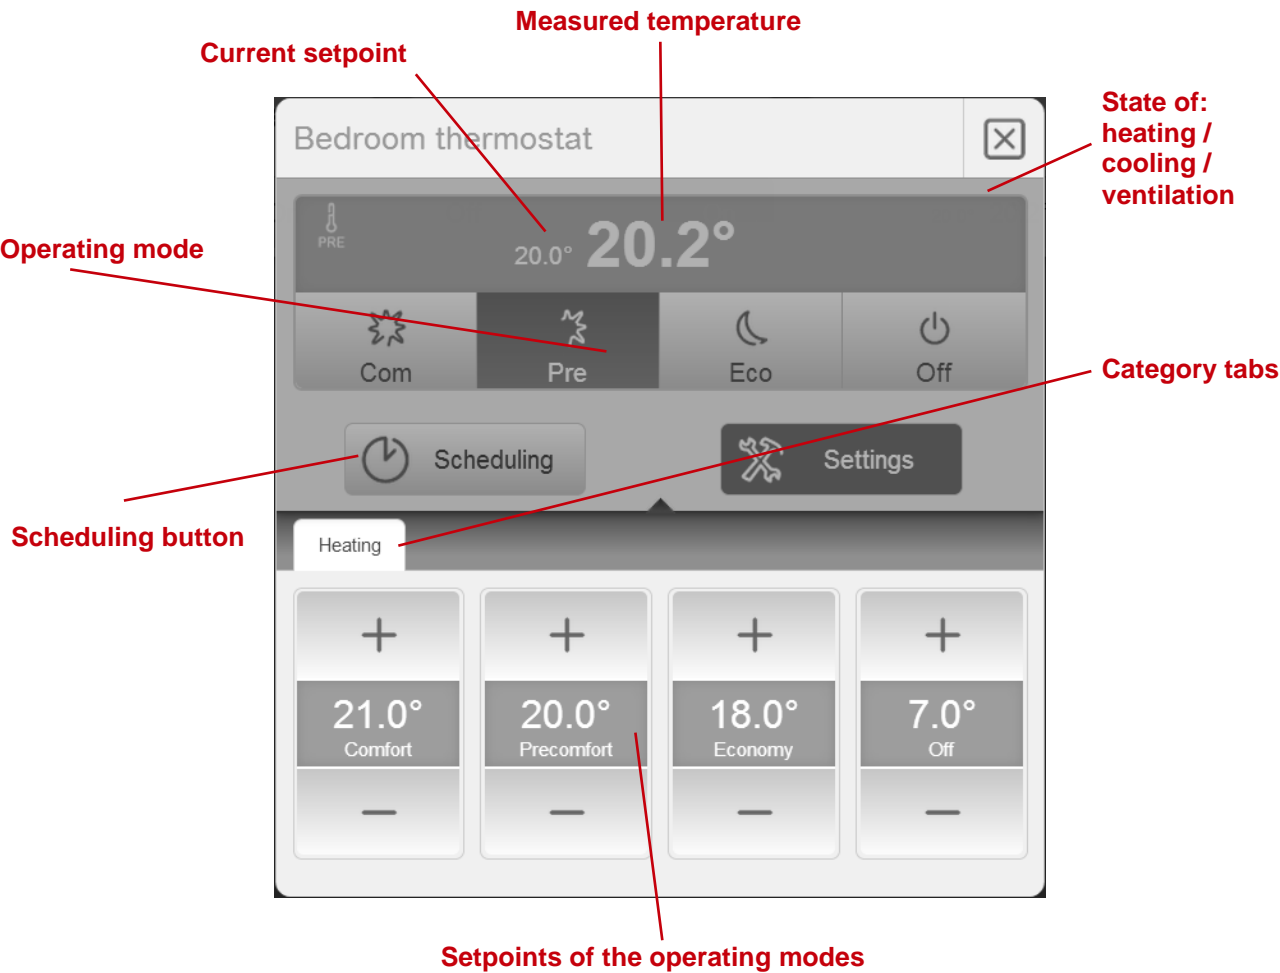 Measured temperature
Current setpoint
State of:
heating /
cooling /
ventilation
Bedroom thermostat
PRE
20.0° 20.2°
Operating mode
Com Pre Eco Off
Category tabs
Scheduling Settings
Scheduling button
Heating
+ + + +
21.0° 20.0° 18.0° 7.0°
Comfort Precomfort Economy Off
− − − −
Setpoints of the operating modes